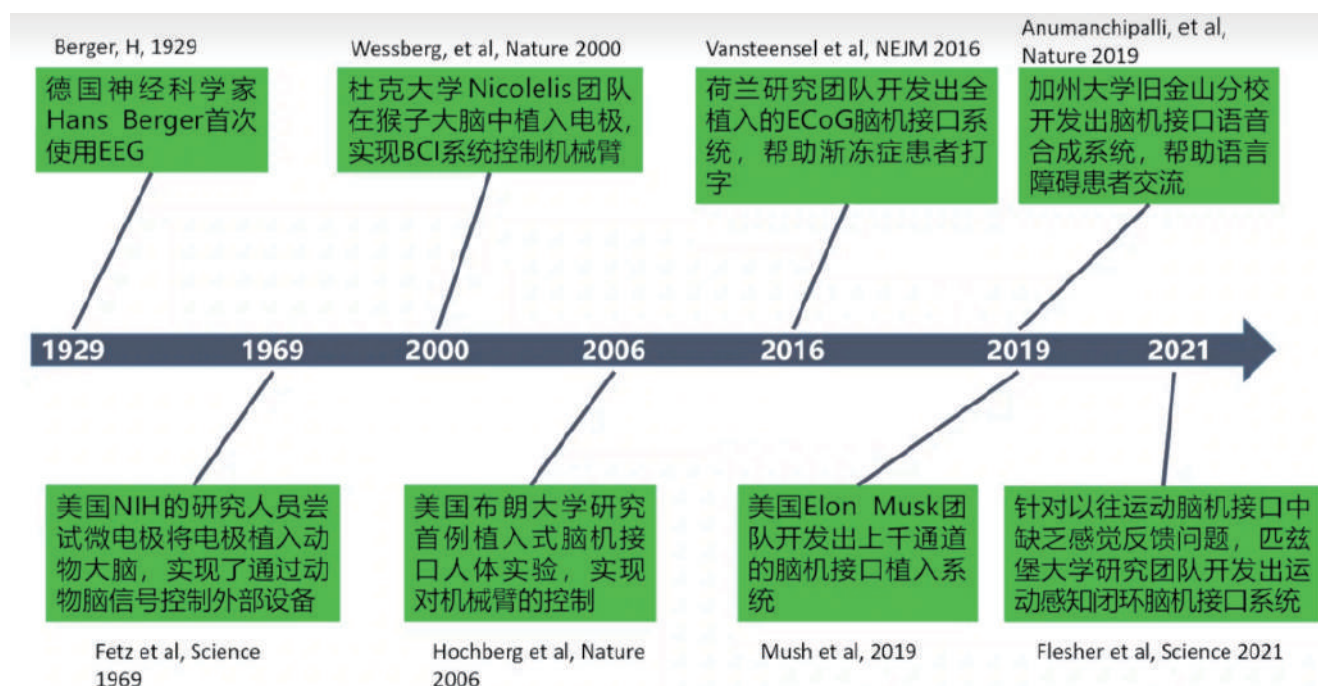 Berger, H, 1929
德国神经科学家
Hans Berger首次
使用EEG
Wessberg, et al, Nature 2000
杜克大学Nicolelis团队
在猴子大脑中植入电极,
实现BCI系统控制机械臂
Vansteensel et al, NEJM 2016
荷兰研究团队开发出全
植入的ECoG脑机接口系
统，帮助渐冻症患者打
字
Anumanchipalli, et al,
Nature 2019
加州大学旧金山分校
开发出脑机接口语音
合成系统，帮助语言
障碍患者交流
1929 1969 2000 2006 2016 2019 2021
美国NIH的研究人员尝
试微电极将电极植入动
物大脑，实现了通过动
物脑信号控制外部设备
Fetz et al, Science
1969
美国布朗大学研究
首例植入式脑机接
口人体实验，实现
对机械臂的控制
Hochberg et al, Nature
2006
美国Elon Musk团
队开发出上千通道
的脑机接口植入系
统
Mush et al, 2019
针对以往运动脑机接口中
缺乏感觉反馈问题，匹兹
堡大学研究团队开发出运
动感知闭环脑机接口系统
Flesher et al, Science 2021